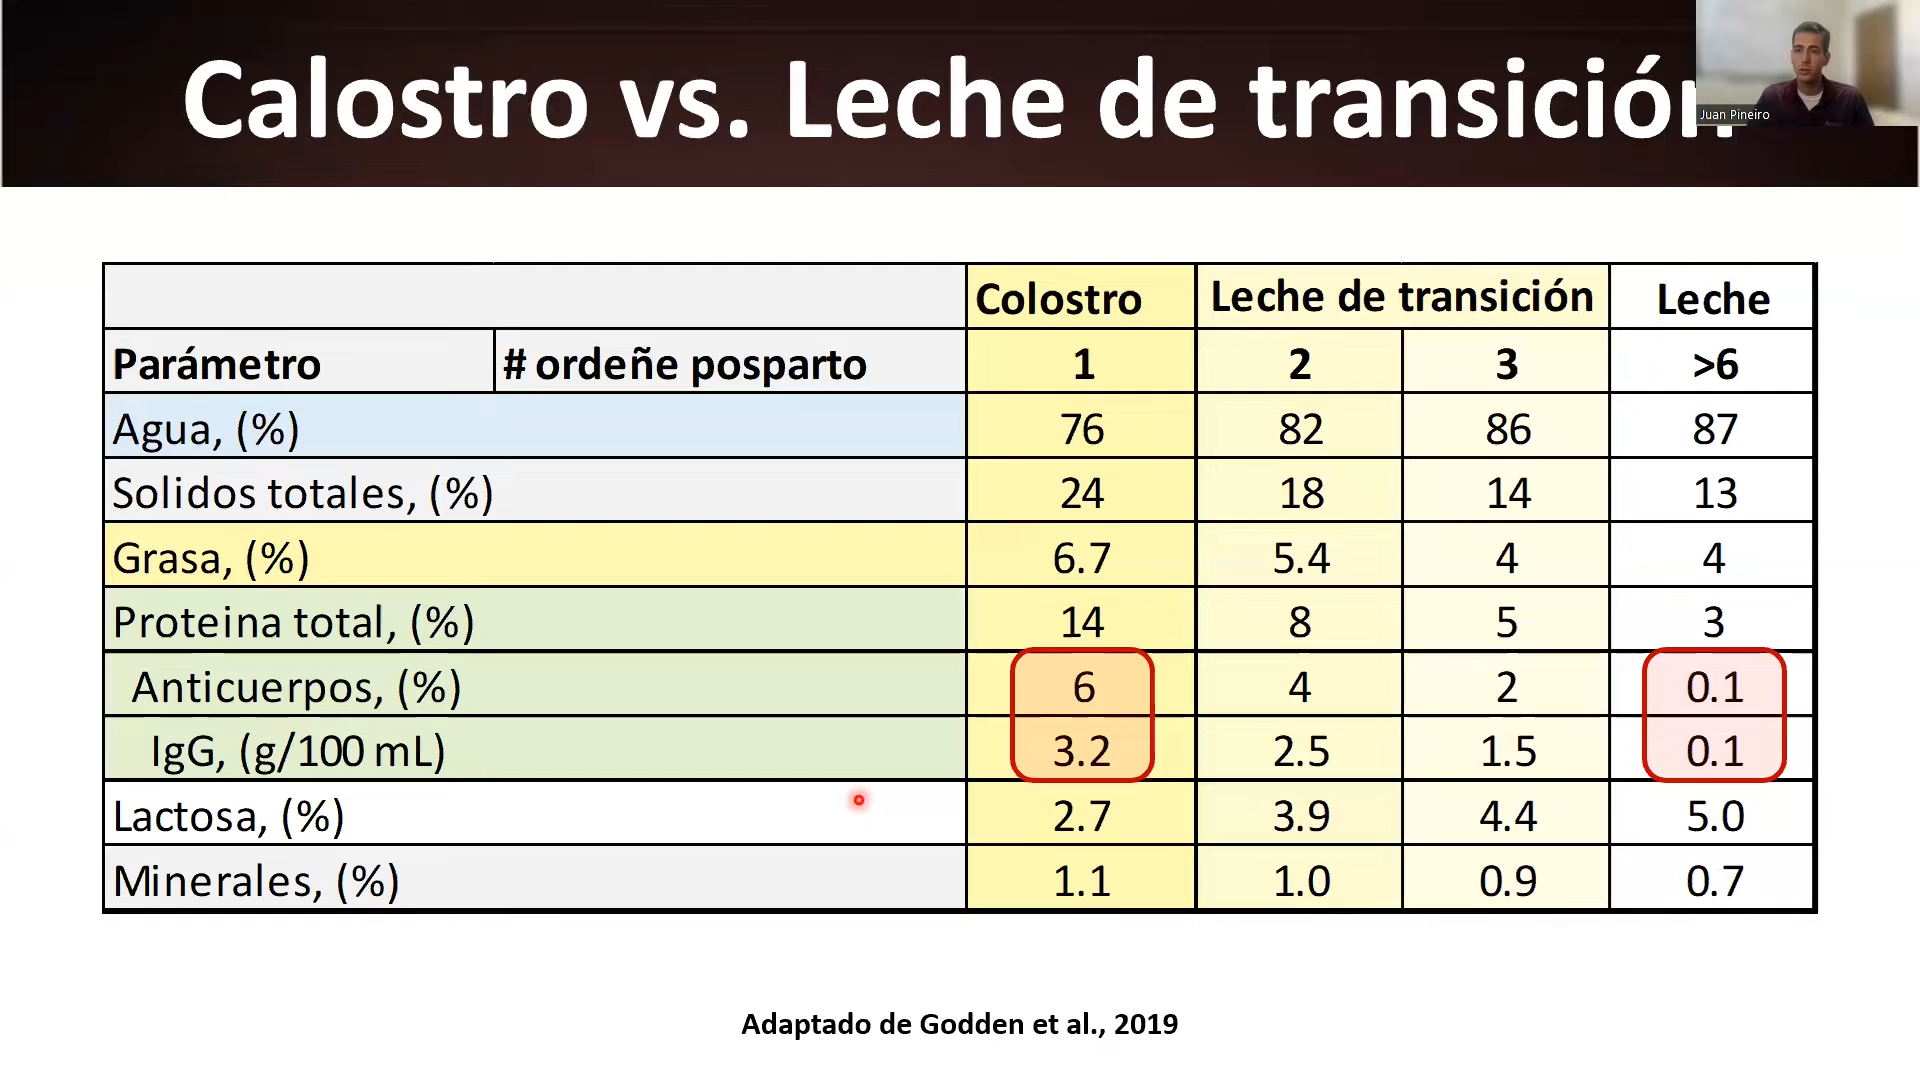 Calostro vs. Leche de transición.
Juan Pineiro
Colostro Leche de transición Leche
Parámetro # ordeñe posparto 1 2 3 >6
Agua, (%) 76 82 86 87
Solidos totales, (%) 24 18 14 13
Grasa, (%) 6.7 5.4 4 4
Proteina total, (%) 14 8 5 3
Anticuerpos, (%) 6 4 2 0.1
IgG, (g/100 mL) 3.2 2.5 1.5 0.1
Lactosa, (%) 2.7 3.9 4.4 5.0
Minerales, (%) 1.1 1.0 0.9 0.7
Adaptado de Godden et al., 2019